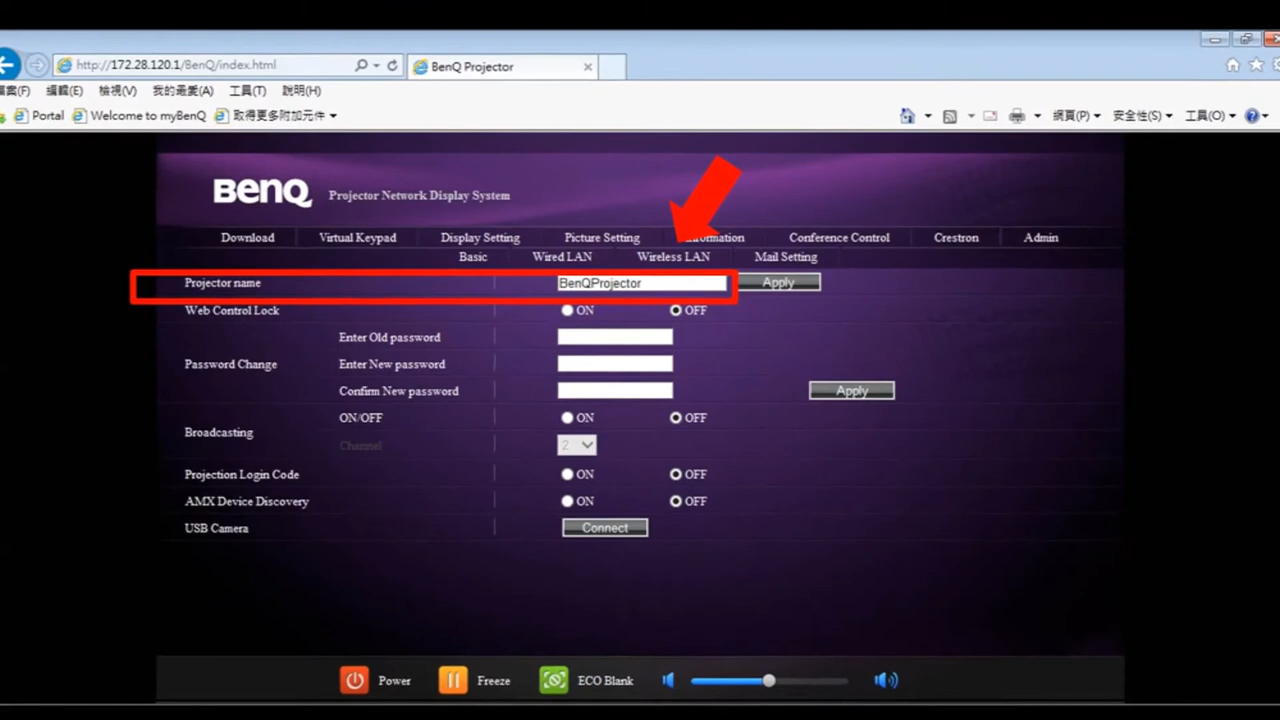 http://172.28.120.1/BenQ/index.html
BenQ Projector
檔案(F) 編輯(E) 檢視(V) 我的最愛(A) 工具(T) 說明(H)
Portal Welcome to myBenQ 取得更多附加元件
網頁(P) 安全性(S) 工具(O)
BenQ Projector Network Display System
Download Virtual Keypad Display Setting Picture Setting Information Conference Control Crestron Admin
Basic Wired LAN Wireless LAN Mail Setting
Projector name BenQProjector Apply
Web Control Lock ON OFF
Enter Old password
Password Change Enter New password
Confirm New password Apply
ON/OFF ON OFF
Broadcasting
Channel 2
Projection Login Code ON OFF
AMX Device Discovery ON OFF
USB Camera Connect
Power Freeze ECO Blank